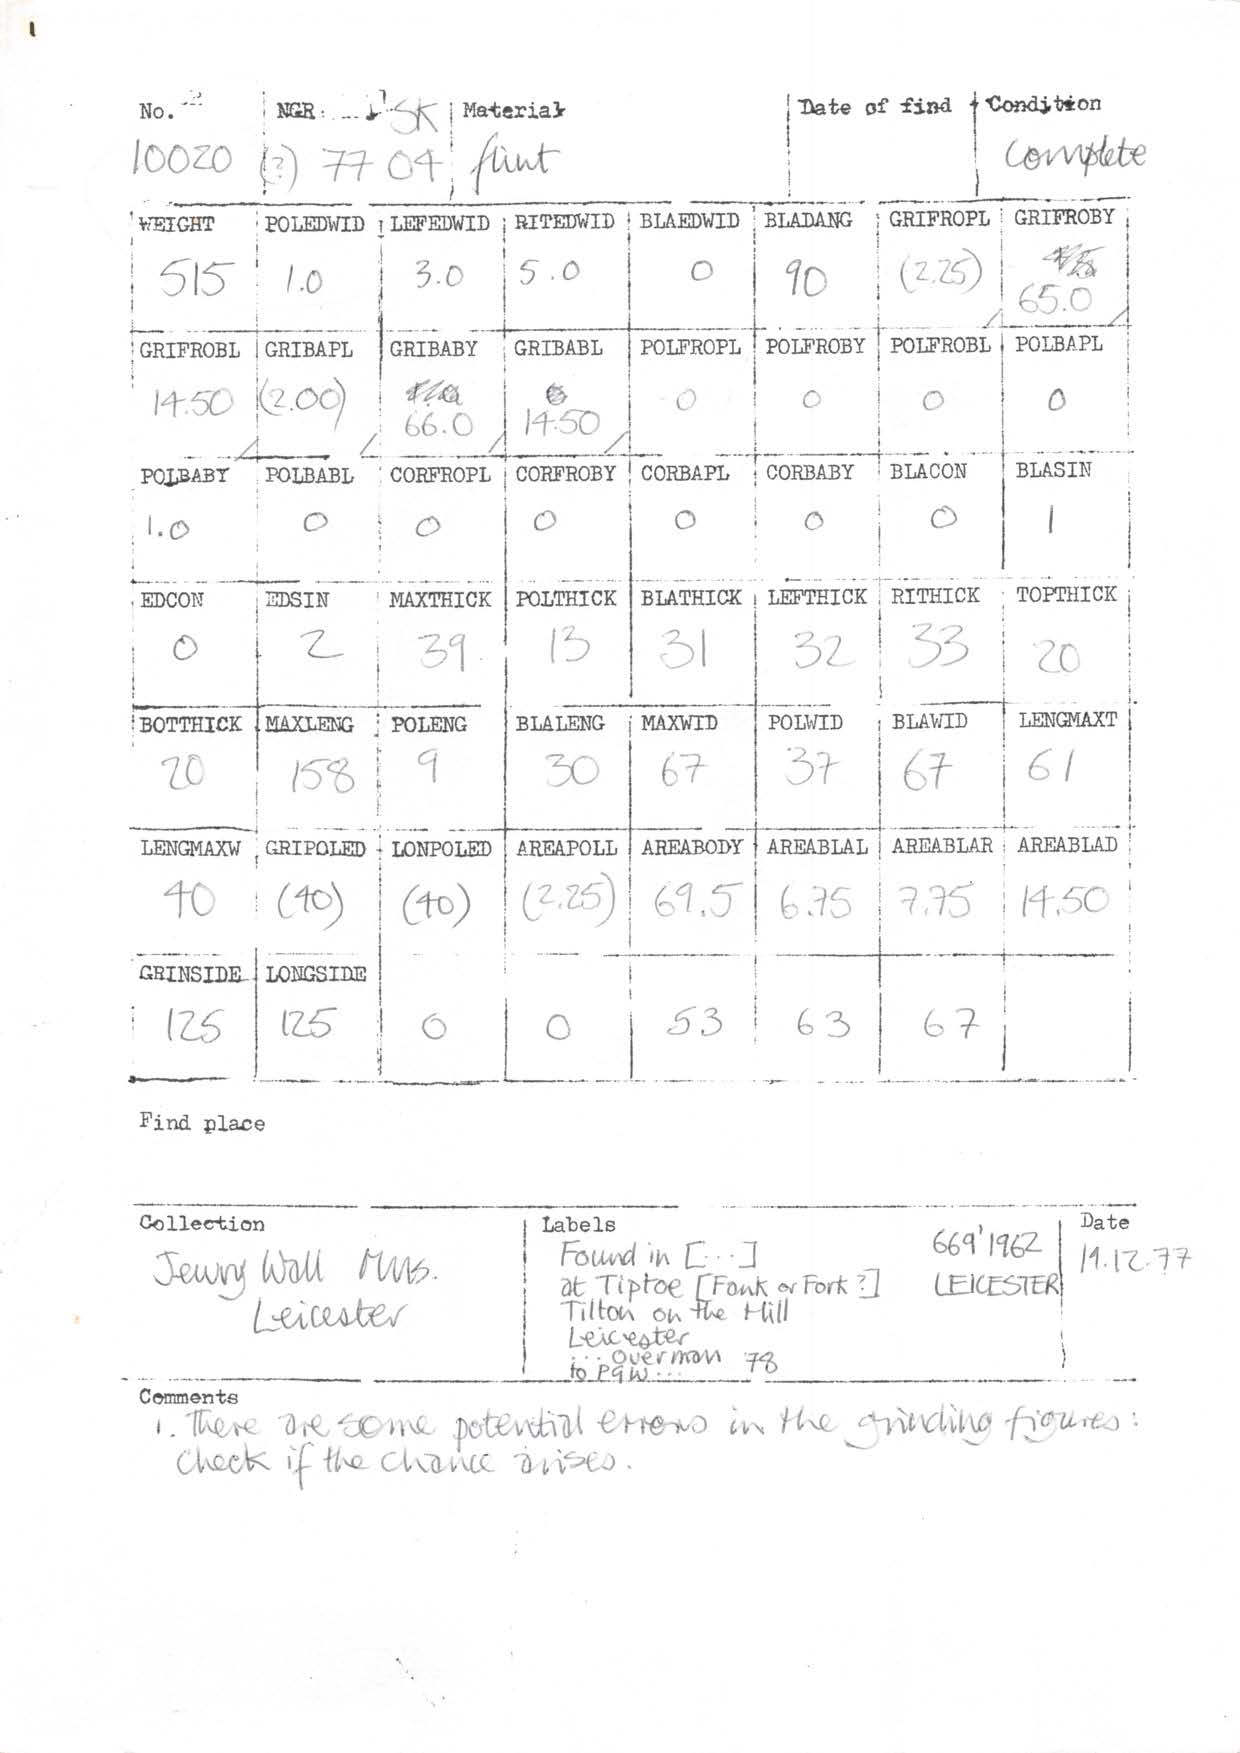 No. NGR: SK Material Date of find Condition
10020 (?) 77 04 flint complete
WEIGHT POLEDWID LEFEDWID RITEDWID BLAEDWID BLADANG GRIFROPL GRIFROBY
515 1.0 3.0 5.0 0 90 (2.25) 65.0
GRIFROBL GRIBAPL GRIBABY GRIBABL POLFROPL POLFROBY POLFROBL POLBAPL
14.50 (2.00) 66.0 14.50 0 0 0 0
POLBABY POLBABL CORFROPL CORFROBY CORBAPL CORBABY BLACON BLASIN
1.0 0 0 0 0 0 0 1
EDCON EDSIN MAXTHICK POLTHICK BLATHICK LEFTHICK RITHICK TOPTHICK
0 2 39 13 31 32 33 20
BOTTHICK MAXLENG POLENG BLALENG MAXWID POLWID BLAWID LENGMAXT
20 158 9 30 67 37 67 61
LENGMAXW GRIPOLED LONPOLED AREAPOLL AREABODY AREABLAL AREABLAR AREABLAD
40 (40) (40) (2.25) 69.5 6.75 7.75 14.50
GRINSIDE LONGSIDE
125 125 0 0 53 63 67
Find place
Collection Labels Date
Jewry Wall Mus.
Leicester
Found in [...]
at Tiptoe [Fonk or Fork?]
Tilton on the Hill
Leicester
... overman 78
to PGW...
669'1962
LEICESTER
19.12.77
Comments
1. There are some potential errors in the grinding figures:
check if the chance arises.